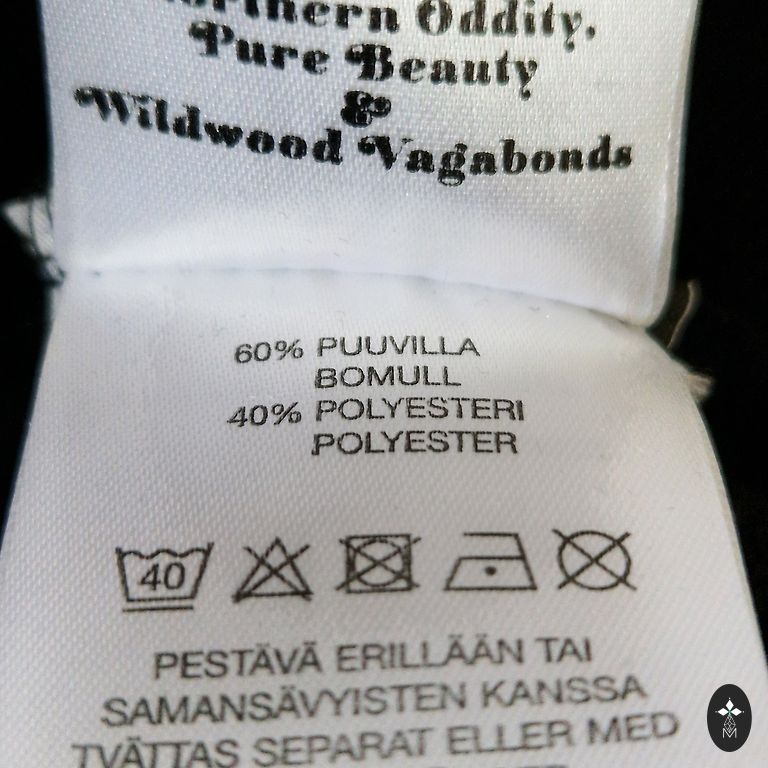 Northern Oddity,
Pure Beauty
&
Wildwood Vagabonds
60% PUUVILLA
BOMULL
40% POLYESTERI
POLYESTER
40
PESTÄVÄ ERILLÄÄN TAI
SAMANSÄVYISTEN KANSSA
TVÄTTAS SEPARAT ELLER MED
M